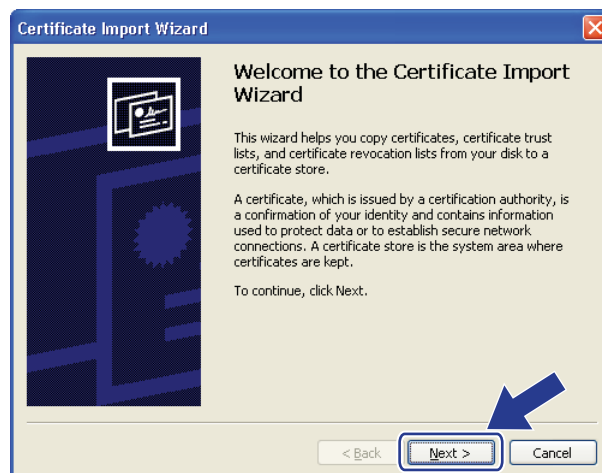 Certificate Import Wizard
Welcome to the Certificate Import
Wizard
This wizard helps you copy certificates, certificate trust
lists, and certificate revocation lists from your disk to a
certificate store.
A certificate, which is issued by a certification authority, is
a confirmation of your identity and contains information
used to protect data or to establish secure network
connections. A certificate store is the system area where
certificates are kept.
To continue, click Next.
< Back
Next >
Cancel